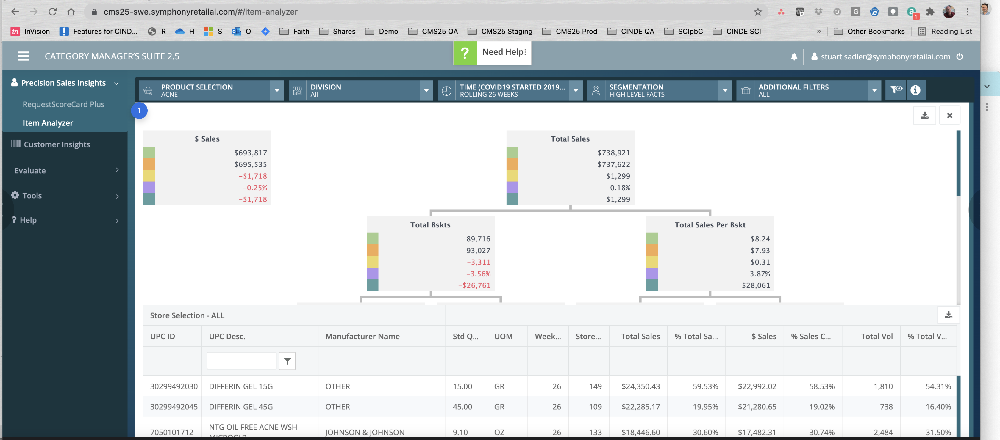 cms25-swe.symphonyretailai.com/#/item-analyzer
1
in InVision ! Features for CIND... R H S O Faith Shares Demo CMS25 QA CMS25 Staging CMS25 Prod CINDE QA SCIpbC CINDE SCI » Other Bookmarks Reading List
CATEGORY MANAGER'S SUITE 2.5
? Need Help
stuart.sadler@symphonyretailai.com
Precision Sales Insights
RequestScoreCard Plus
Item Analyzer
Customer Insights
Evaluate
Tools
? Help
PRODUCT SELECTION
ACNE
DIVISION
All
TIME (COVID19 STARTED 2019...
ROLLING 26 WEEKS
SEGMENTATION
HIGH LEVEL FACTS
ADDITIONAL FILTERS
ALL
1
$ Sales
$693,817
$695,535
-$1,718
-0.25%
-$1,718
Total Sales
$738,921
$737,622
$1,299
0.18%
$1,299
Total Bskts
89,716
93,027
-3,311
-3.56%
-$26,761
Total Sales Per Bskt
$8.24
$7.93
$0.31
3.87%
$28,061
Store Selection - ALL
UPC ID UPC Desc. Manufacturer Name Std Q... UOM Week... Store... Total Sales % Total Sa... $ Sales % Sales C... Total Vol % Total V...
30299492030 DIFFERIN GEL 15G OTHER 15.00 GR 26 149 $24,350.43 59.53% $22,992.02 58.53% 1,810 54.31%
30299492045 DIFFERIN GEL 45G OTHER 45.00 GR 26 109 $22,285.17 19.95% $21,280.65 19.02% 738 16.40%
7050101712 NTG OIL FREE ACNE WSH JOHNSON & JOHNSON 9.10 OZ 26 133 $18,446.60 30.60% $17,482.31 30.74% 2,484 31.50%